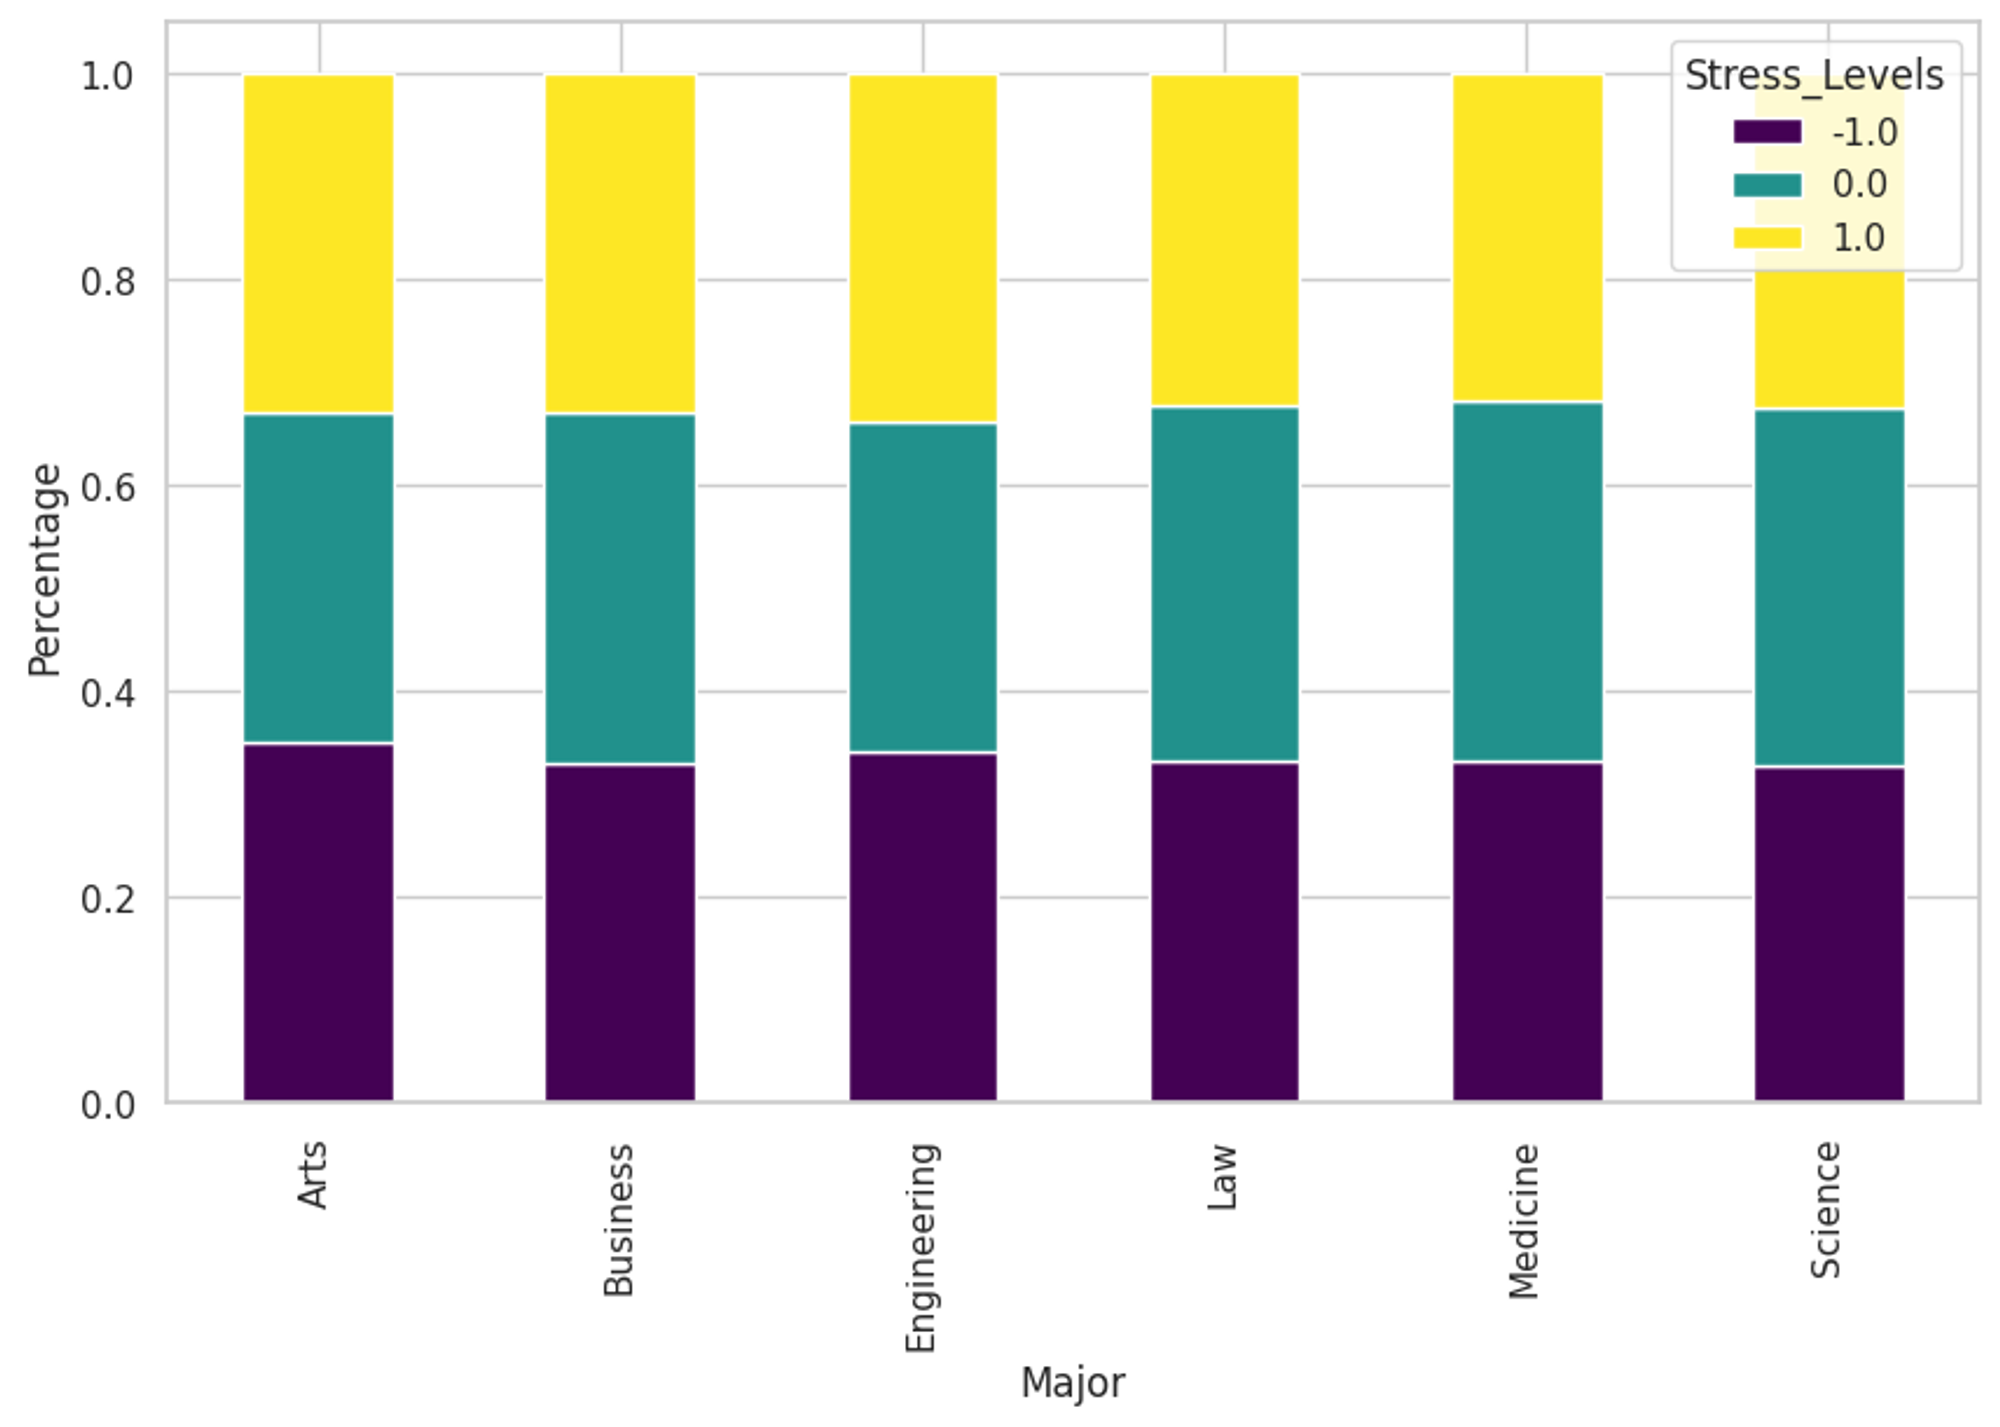 Stress_Levels
-1.0
0.0
1.0
Percentage
1.0
0.8
0.6
0.4
0.2
0.0
Arts
Business
Engineering
Law
Medicine
Science
Major